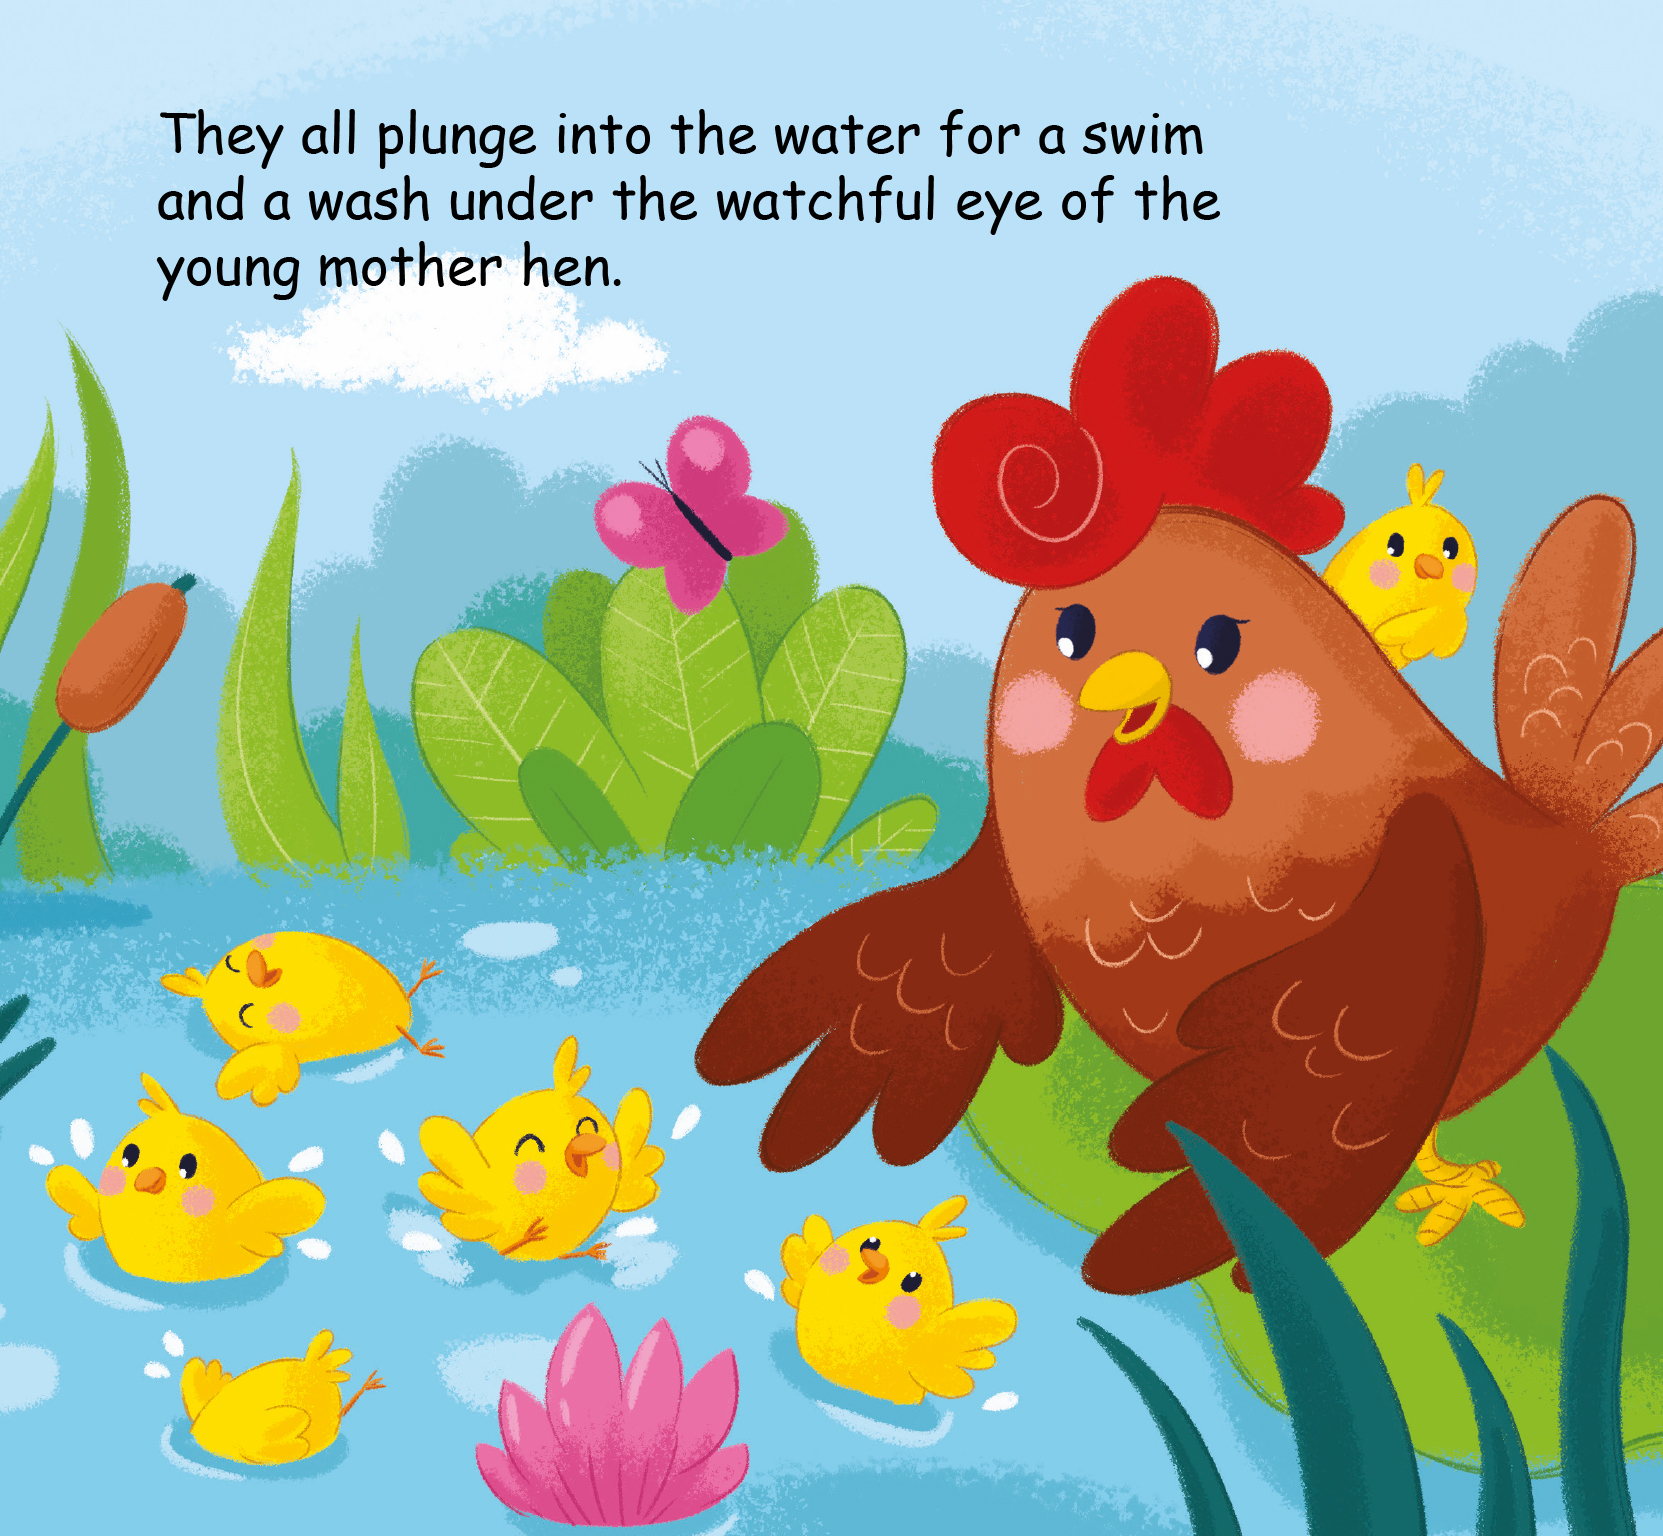 They all plunge into the water for a swim
and a wash under the watchful eye of the
young mother hen.